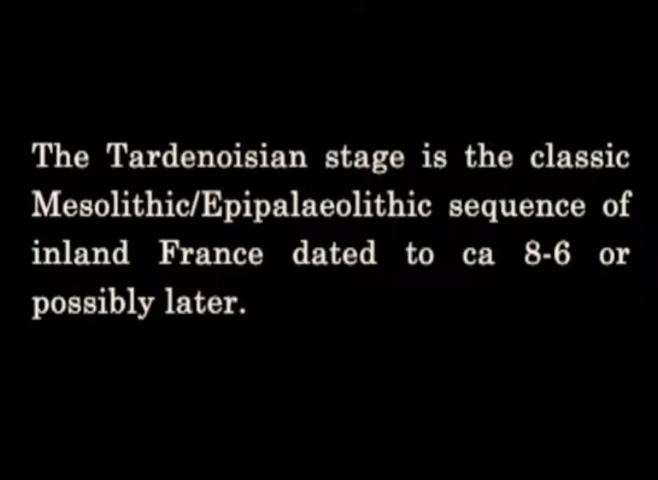 The Tardenoisian stage is the classic
Mesolithic/Epipalaeolithic sequence of
inland France dated to ca 8-6 or
possibly later.